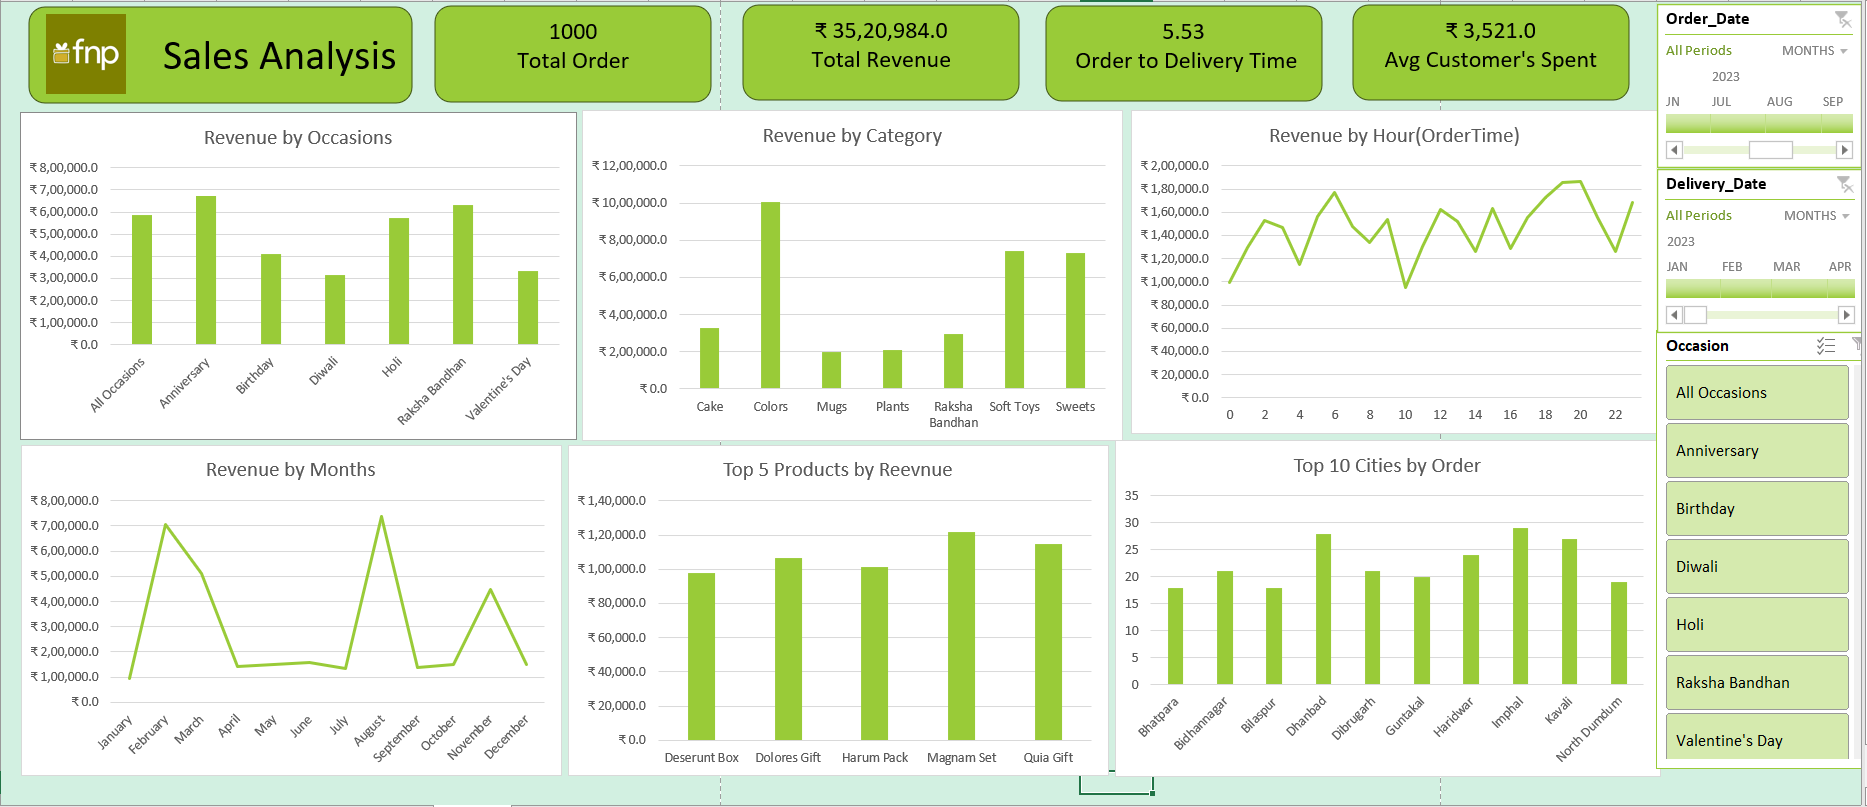 fnp
Sales Analysis
1000
Total Order
₹ 35,20,984.0
Total Revenue
5.53
Order to Delivery Time
₹ 3,521.0
Avg Customer's Spent
Revenue by Occasions
₹ 8,00,000.0
₹ 7,00,000.0
₹ 6,00,000.0
₹ 5,00,000.0
₹ 4,00,000.0
₹ 3,00,000.0
₹ 2,00,000.0
₹ 1,00,000.0
₹ 0.0
All Occasions
Anniversary
Birthday
Diwali
Holi
Raksha Bandhan
Valentine's Day
Revenue by Category
₹ 12,00,000.0
₹ 10,00,000.0
₹ 8,00,000.0
₹ 6,00,000.0
₹ 4,00,000.0
₹ 2,00,000.0
₹ 0.0
Cake
Colors
Mugs
Plants
Raksha
Bandhan
Soft Toys
Sweets
Revenue by Hour(OrderTime)
₹ 2,00,000.0
₹ 1,80,000.0
₹ 1,60,000.0
₹ 1,40,000.0
₹ 1,20,000.0
₹ 1,00,000.0
₹ 80,000.0
₹ 60,000.0
₹ 40,000.0
₹ 20,000.0
₹ 0.0
0 2 4 6 8 10 12 14 16 18 20 22
Revenue by Months
₹ 8,00,000.0
₹ 7,00,000.0
₹ 6,00,000.0
₹ 5,00,000.0
₹ 4,00,000.0
₹ 3,00,000.0
₹ 2,00,000.0
₹ 1,00,000.0
₹ 0.0
January
February
March
April
May
June
July
August
September
October
November
December
Top 5 Products by Reevnue
₹ 1,40,000.0
₹ 1,20,000.0
₹ 1,00,000.0
₹ 80,000.0
₹ 60,000.0
₹ 40,000.0
₹ 20,000.0
₹ 0.0
Deserunt Box
Dolores Gift
Harum Pack
Magnam Set
Quia Gift
Top 10 Cities by Order
35
30
25
20
15
10
5
0
Bhatpara
Bidhannagar
Bilaspur
Dhanbad
Dibrugarh
Guntakal
Haridwar
Imphal
Kavali
North Dumdum
Order_Date
All Periods
MONTHS
2023
JN JUL AUG SEP
Delivery_Date
All Periods
MONTHS
2023
JAN FEB MAR APR
Occasion
All Occasions
Anniversary
Birthday
Diwali
Holi
Raksha Bandhan
Valentine's Day